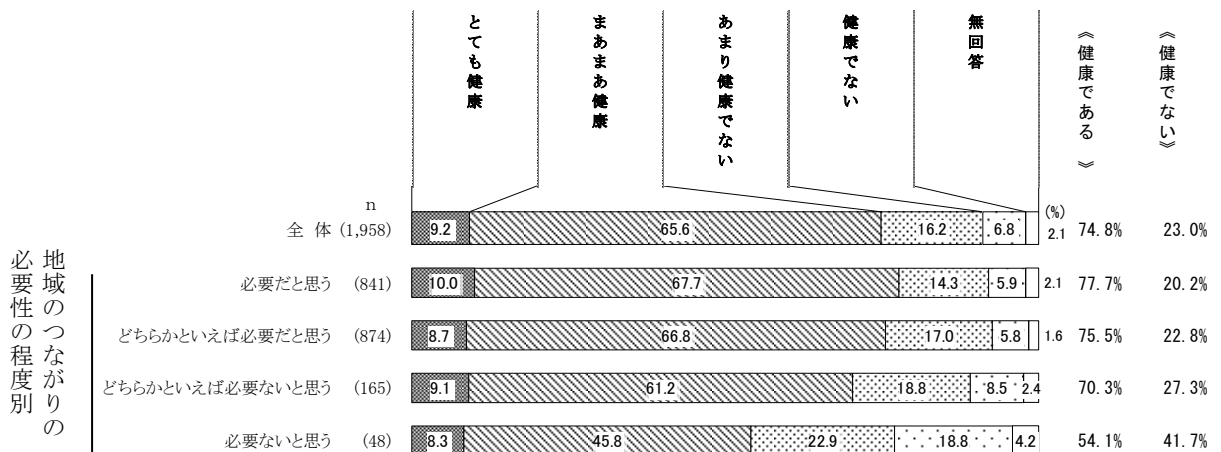 とても健康
まあまあ健康
あまり健康でない
健康でない
無回答
《健康である》
《健康でない》
n
(%)
全 体 (1,958) 9.2 65.6 16.2 6.8 2.1 74.8% 23.0%
地域のつながりの
必要性の程度別
必要だと思う (841) 10.0 67.7 14.3 5.9 2.1 77.7% 20.2%
どちらかといえば必要だと思う (874) 8.7 66.8 17.0 5.8 1.6 75.5% 22.8%
どちらかといえば必要ないと思う (165) 9.1 61.2 18.8 8.5 2.4 70.3% 27.3%
必要ないと思う (48) 8.3 45.8 22.9 18.8 4.2 54.1% 41.7%